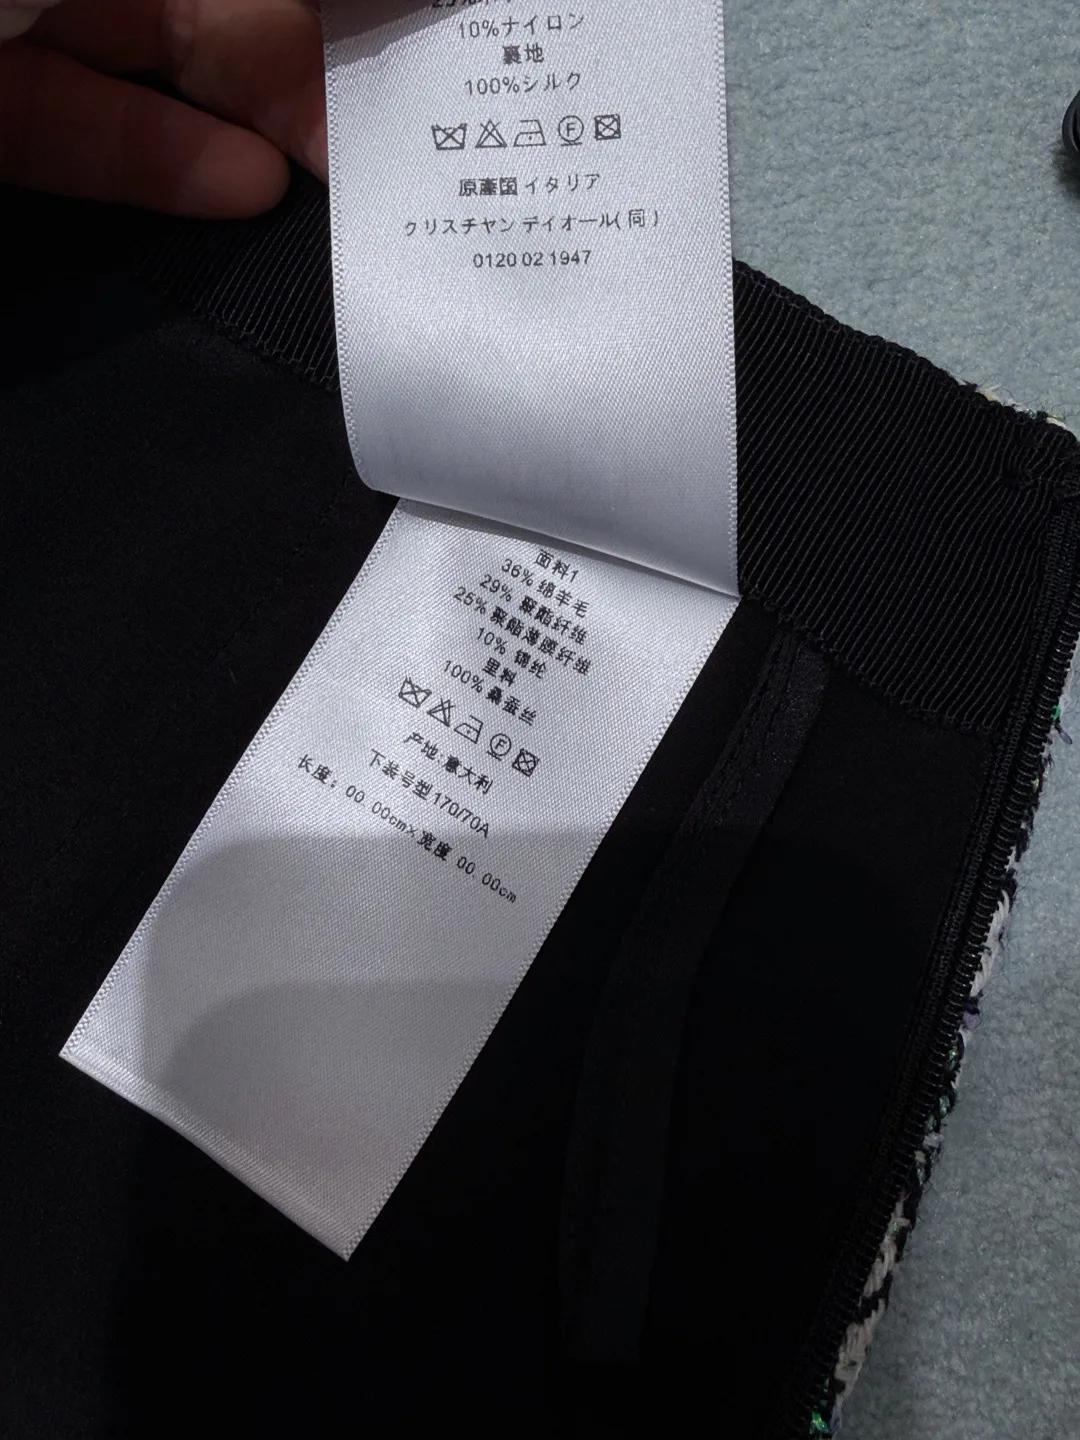 10%ナイロン
裏地
100%シルク
原產国イタリア
クリスチャン ディオール(同)
0120 02 1947
面料1
36% 绵羊毛
29% 聚酯纤维
25% 聚酯薄膜纤维
10% 锦纶
里料
100% 桑蚕丝
产地:意大利
下装号型170/70A
长度: 00.00cm×宽度 00.00cm